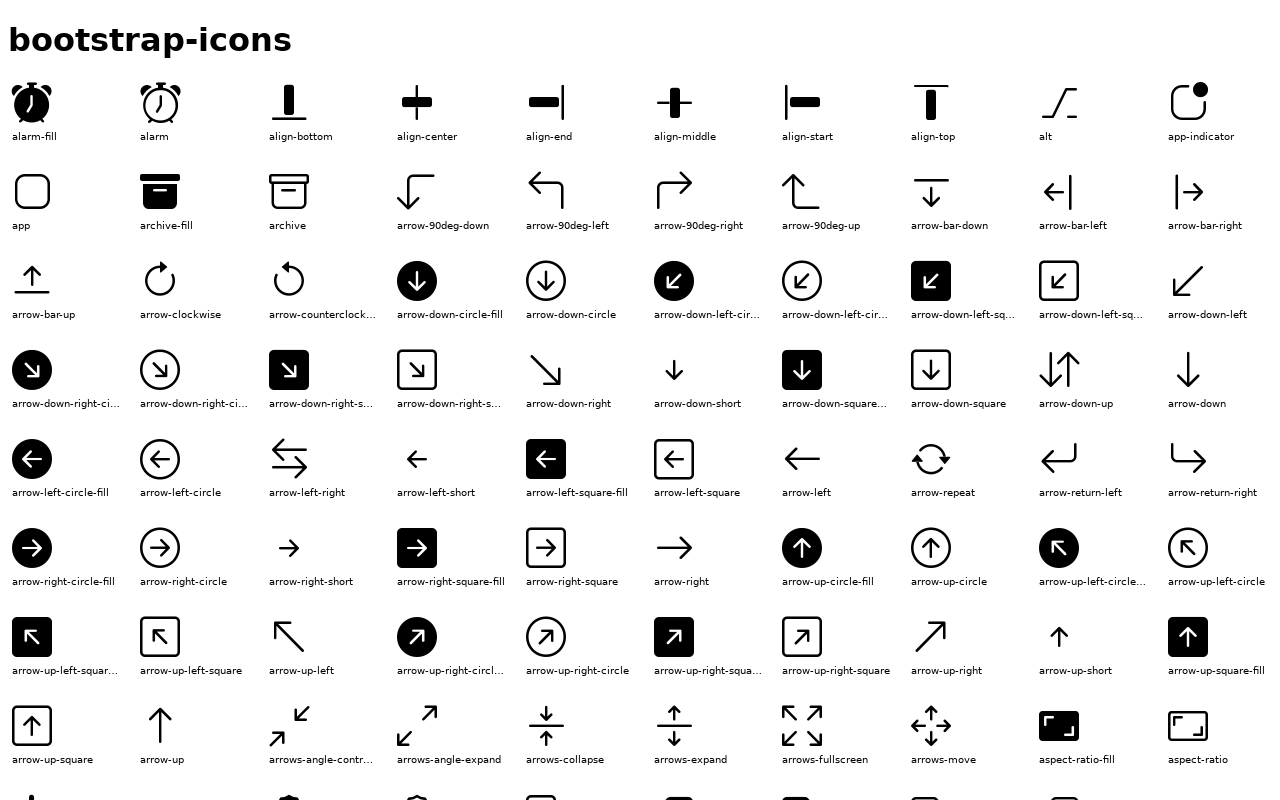 bootstrap-icons
alarm-fill alarm align-bottom align-center align-end align-middle align-start align-top alt app-indicator
app archive-fill archive arrow-90deg-down arrow-90deg-left arrow-90deg-right arrow-90deg-up arrow-bar-down arrow-bar-left arrow-bar-right
arrow-bar-up arrow-clockwise arrow-counterclock... arrow-down-circle-fill arrow-down-circle arrow-down-left-cir... arrow-down-left-cir... arrow-down-left-sq... arrow-down-left-sq... arrow-down-left
arrow-down-right-ci... arrow-down-right-ci... arrow-down-right-s... arrow-down-right-s... arrow-down-right arrow-down-short arrow-down-square... arrow-down-square arrow-down-up arrow-down
arrow-left-circle-fill arrow-left-circle arrow-left-right arrow-left-short arrow-left-square-fill arrow-left-square arrow-left arrow-repeat arrow-return-left arrow-return-right
arrow-right-circle-fill arrow-right-circle arrow-right-short arrow-right-square-fill arrow-right-square arrow-right arrow-up-circle-fill arrow-up-circle arrow-up-left-circle... arrow-up-left-circle
arrow-up-left-squar... arrow-up-left-square arrow-up-left arrow-up-right-circl... arrow-up-right-circle arrow-up-right-squa... arrow-up-right-square arrow-up-right arrow-up-short arrow-up-square-fill
arrow-up-square arrow-up arrows-angle-contr... arrows-angle-expand arrows-collapse arrows-expand arrows-fullscreen arrows-move aspect-ratio-fill aspect-ratio